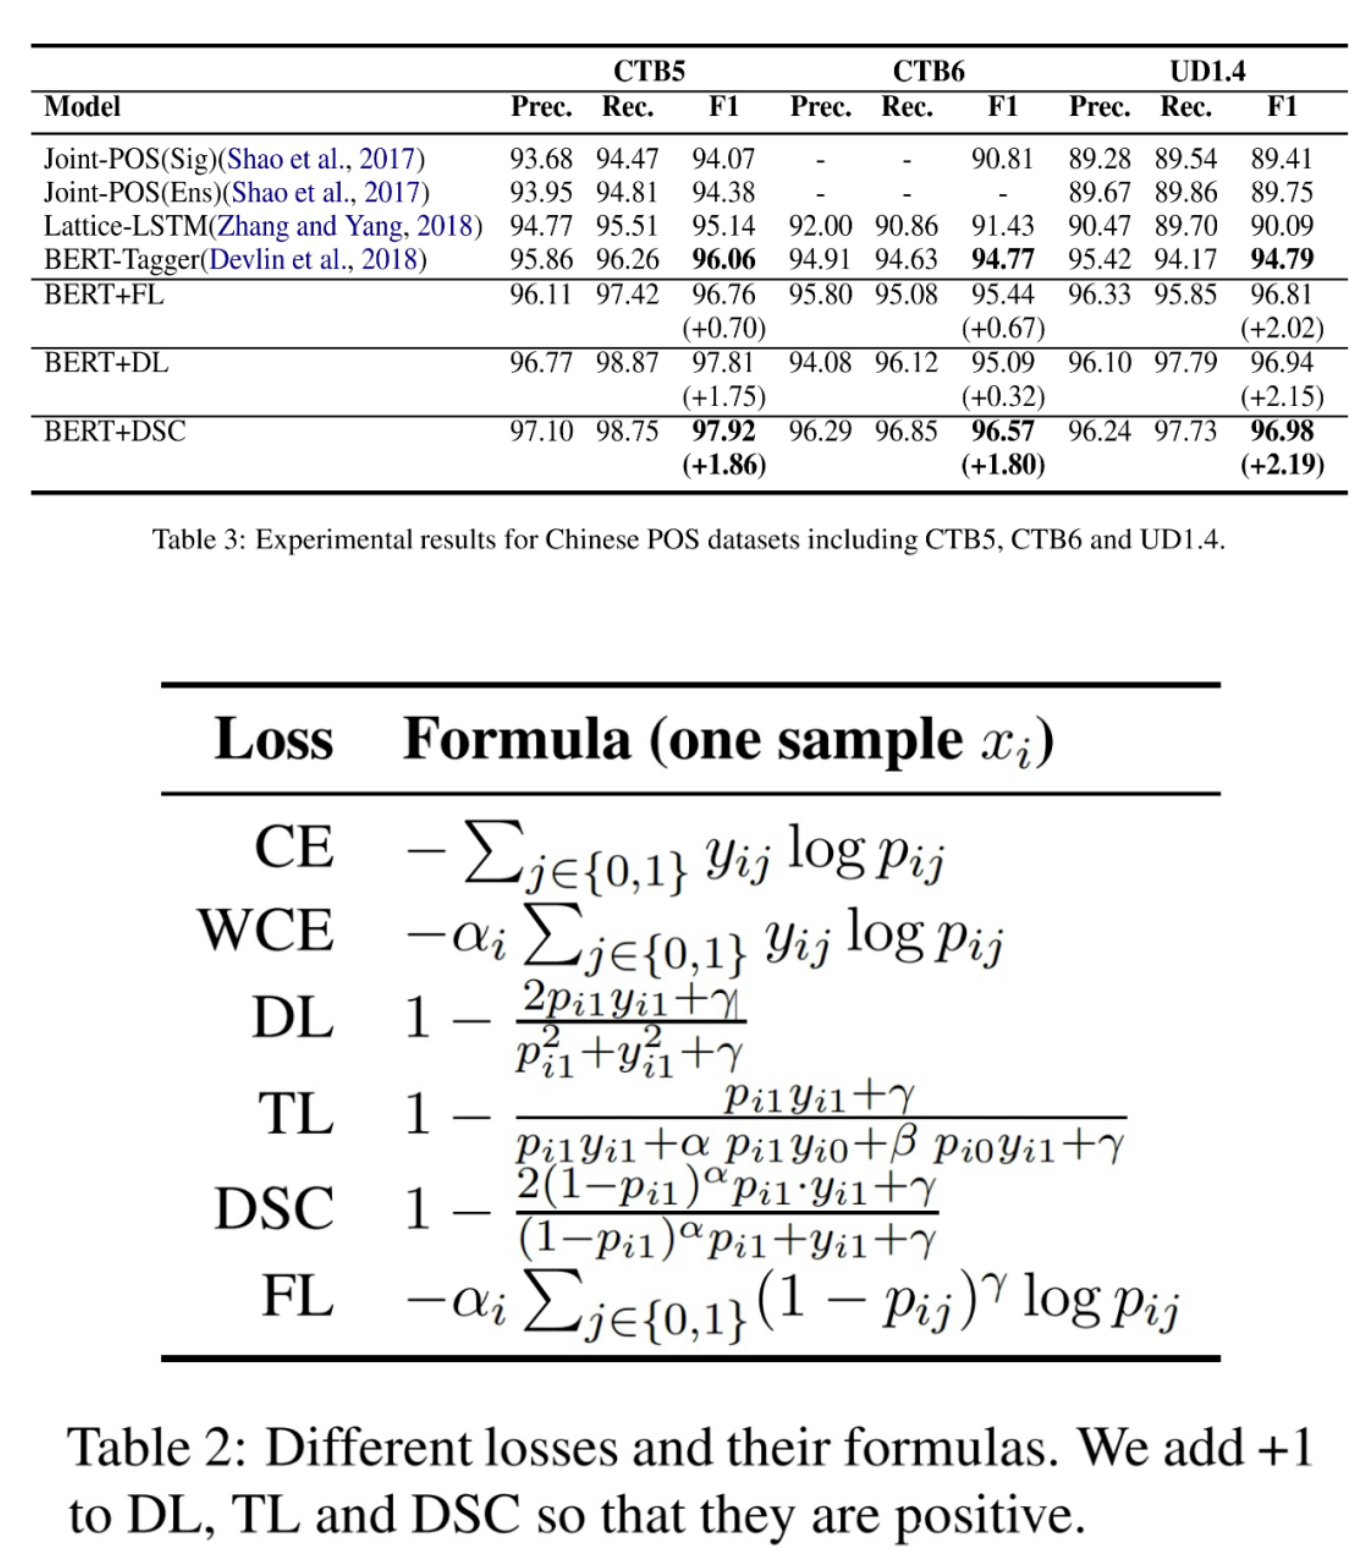 CTB5 CTB6 UD1.4
Model Prec. Rec. F1 Prec. Rec. F1 Prec. Rec. F1
Joint-POS(Sig)(Shao et al., 2017) 93.68 94.47 94.07 - - 90.81 89.28 89.54 89.41
Joint-POS(Ens)(Shao et al., 2017) 93.95 94.81 94.38 - - - 89.67 89.86 89.75
Lattice-LSTM(Zhang and Yang, 2018) 94.77 95.51 95.14 92.00 90.86 91.43 90.47 89.70 90.09
BERT-Tagger(Devlin et al., 2018) 95.86 96.26 96.06 94.91 94.63 94.77 95.42 94.17 94.79
BERT+FL 96.11 97.42 96.76 95.80 95.08 95.44 96.33 95.85 96.81
(+0.70) (+0.67) (+2.02)
BERT+DL 96.77 98.87 97.81 94.08 96.12 95.09 96.10 97.79 96.94
(+1.75) (+0.32) (+2.15)
BERT+DSC 97.10 98.75 97.92 96.29 96.85 96.57 96.24 97.73 96.98
(+1.86) (+1.80) (+2.19)
Table 3: Experimental results for Chinese POS datasets including CTB5, CTB6 and UD1.4.
Loss Formula (one sample $x_i$)
CE $-\sum_{j\in\{0,1\}} y_{ij} \log p_{ij}$
WCE $-\alpha_i \sum_{j\in\{0,1\}} y_{ij} \log p_{ij}$
DL $1 - \frac{2p_{i1}y_{i1}+\gamma}{p_{i1}^2+y_{i1}^2+\gamma}$
TL $1 - \frac{p_{i1}y_{i1}+\gamma}{p_{i1}y_{i1}+\alpha\ p_{i1}y_{i0}+\beta\ p_{i0}y_{i1}+\gamma}$
DSC $1 - \frac{2(1-p_{i1})^{\alpha}p_{i1}\cdot y_{i1}+\gamma}{(1-p_{i1})^{\alpha}p_{i1}+y_{i1}+\gamma}$
FL $-\alpha_i \sum_{j\in\{0,1\}} (1-p_{ij})^{\gamma} \log p_{ij}$
Table 2: Different losses and their formulas. We add +1
to DL, TL and DSC so that they are positive.